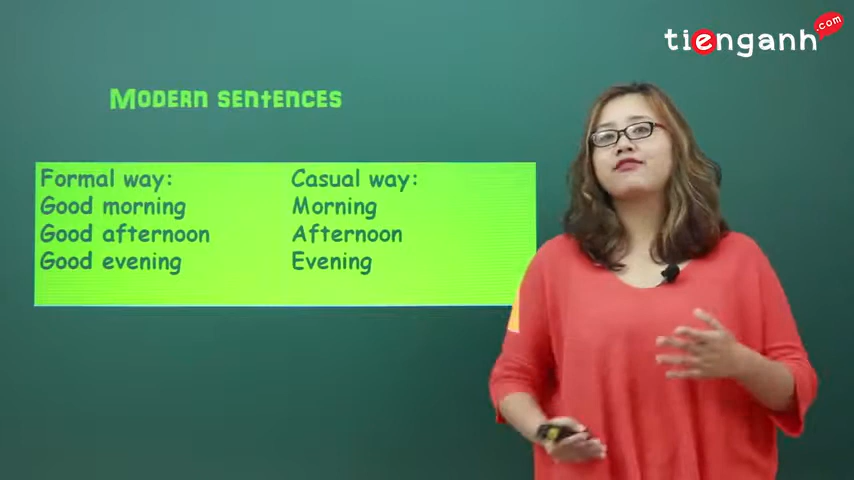 tienganh
.com
Modern sentences
Formal way:
Good morning
Good afternoon
Good evening
Casual way:
Morning
Afternoon
Evening